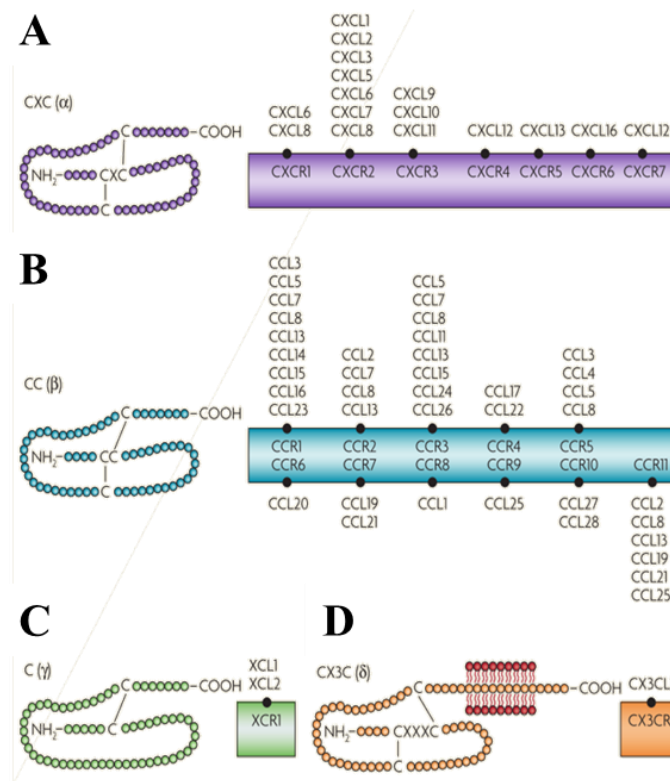 A
CXC (α)
C
COOH
NH2
CXC
C
CXCL6
CXCL8
CXCL1
CXCL2
CXCL3
CXCL5
CXCL6
CXCL7
CXCL8
CXCL9
CXCL10
CXCL11
CXCL12
CXCL13
CXCL16
CXCL12
CXCR1
CXCR2
CXCR3
CXCR4
CXCR5
CXCR6
CXCR7
B
CC (β)
C
COOH
NH2
CC
C
CCL3
CCL5
CCL7
CCL8
CCL13
CCL14
CCL15
CCL16
CCL23
CCL2
CCL7
CCL8
CCL13
CCL5
CCL7
CCL8
CCL11
CCL13
CCL15
CCL24
CCL26
CCL17
CCL22
CCL3
CCL4
CCL5
CCL8
CCR1
CCR2
CCR3
CCR4
CCR5
CCR6
CCR7
CCR8
CCR9
CCR10
CCR11
CCL20
CCL19
CCL21
CCL1
CCL25
CCL27
CCL28
CCL2
CCL8
CCL13
CCL19
CCL21
CCL25
C
C (γ)
C
COOH
NH2
C
XCL1
XCL2
XCR1
D
CX3C (δ)
C
COOH
NH2
CXXXC
C
CX3CL
CX3CR